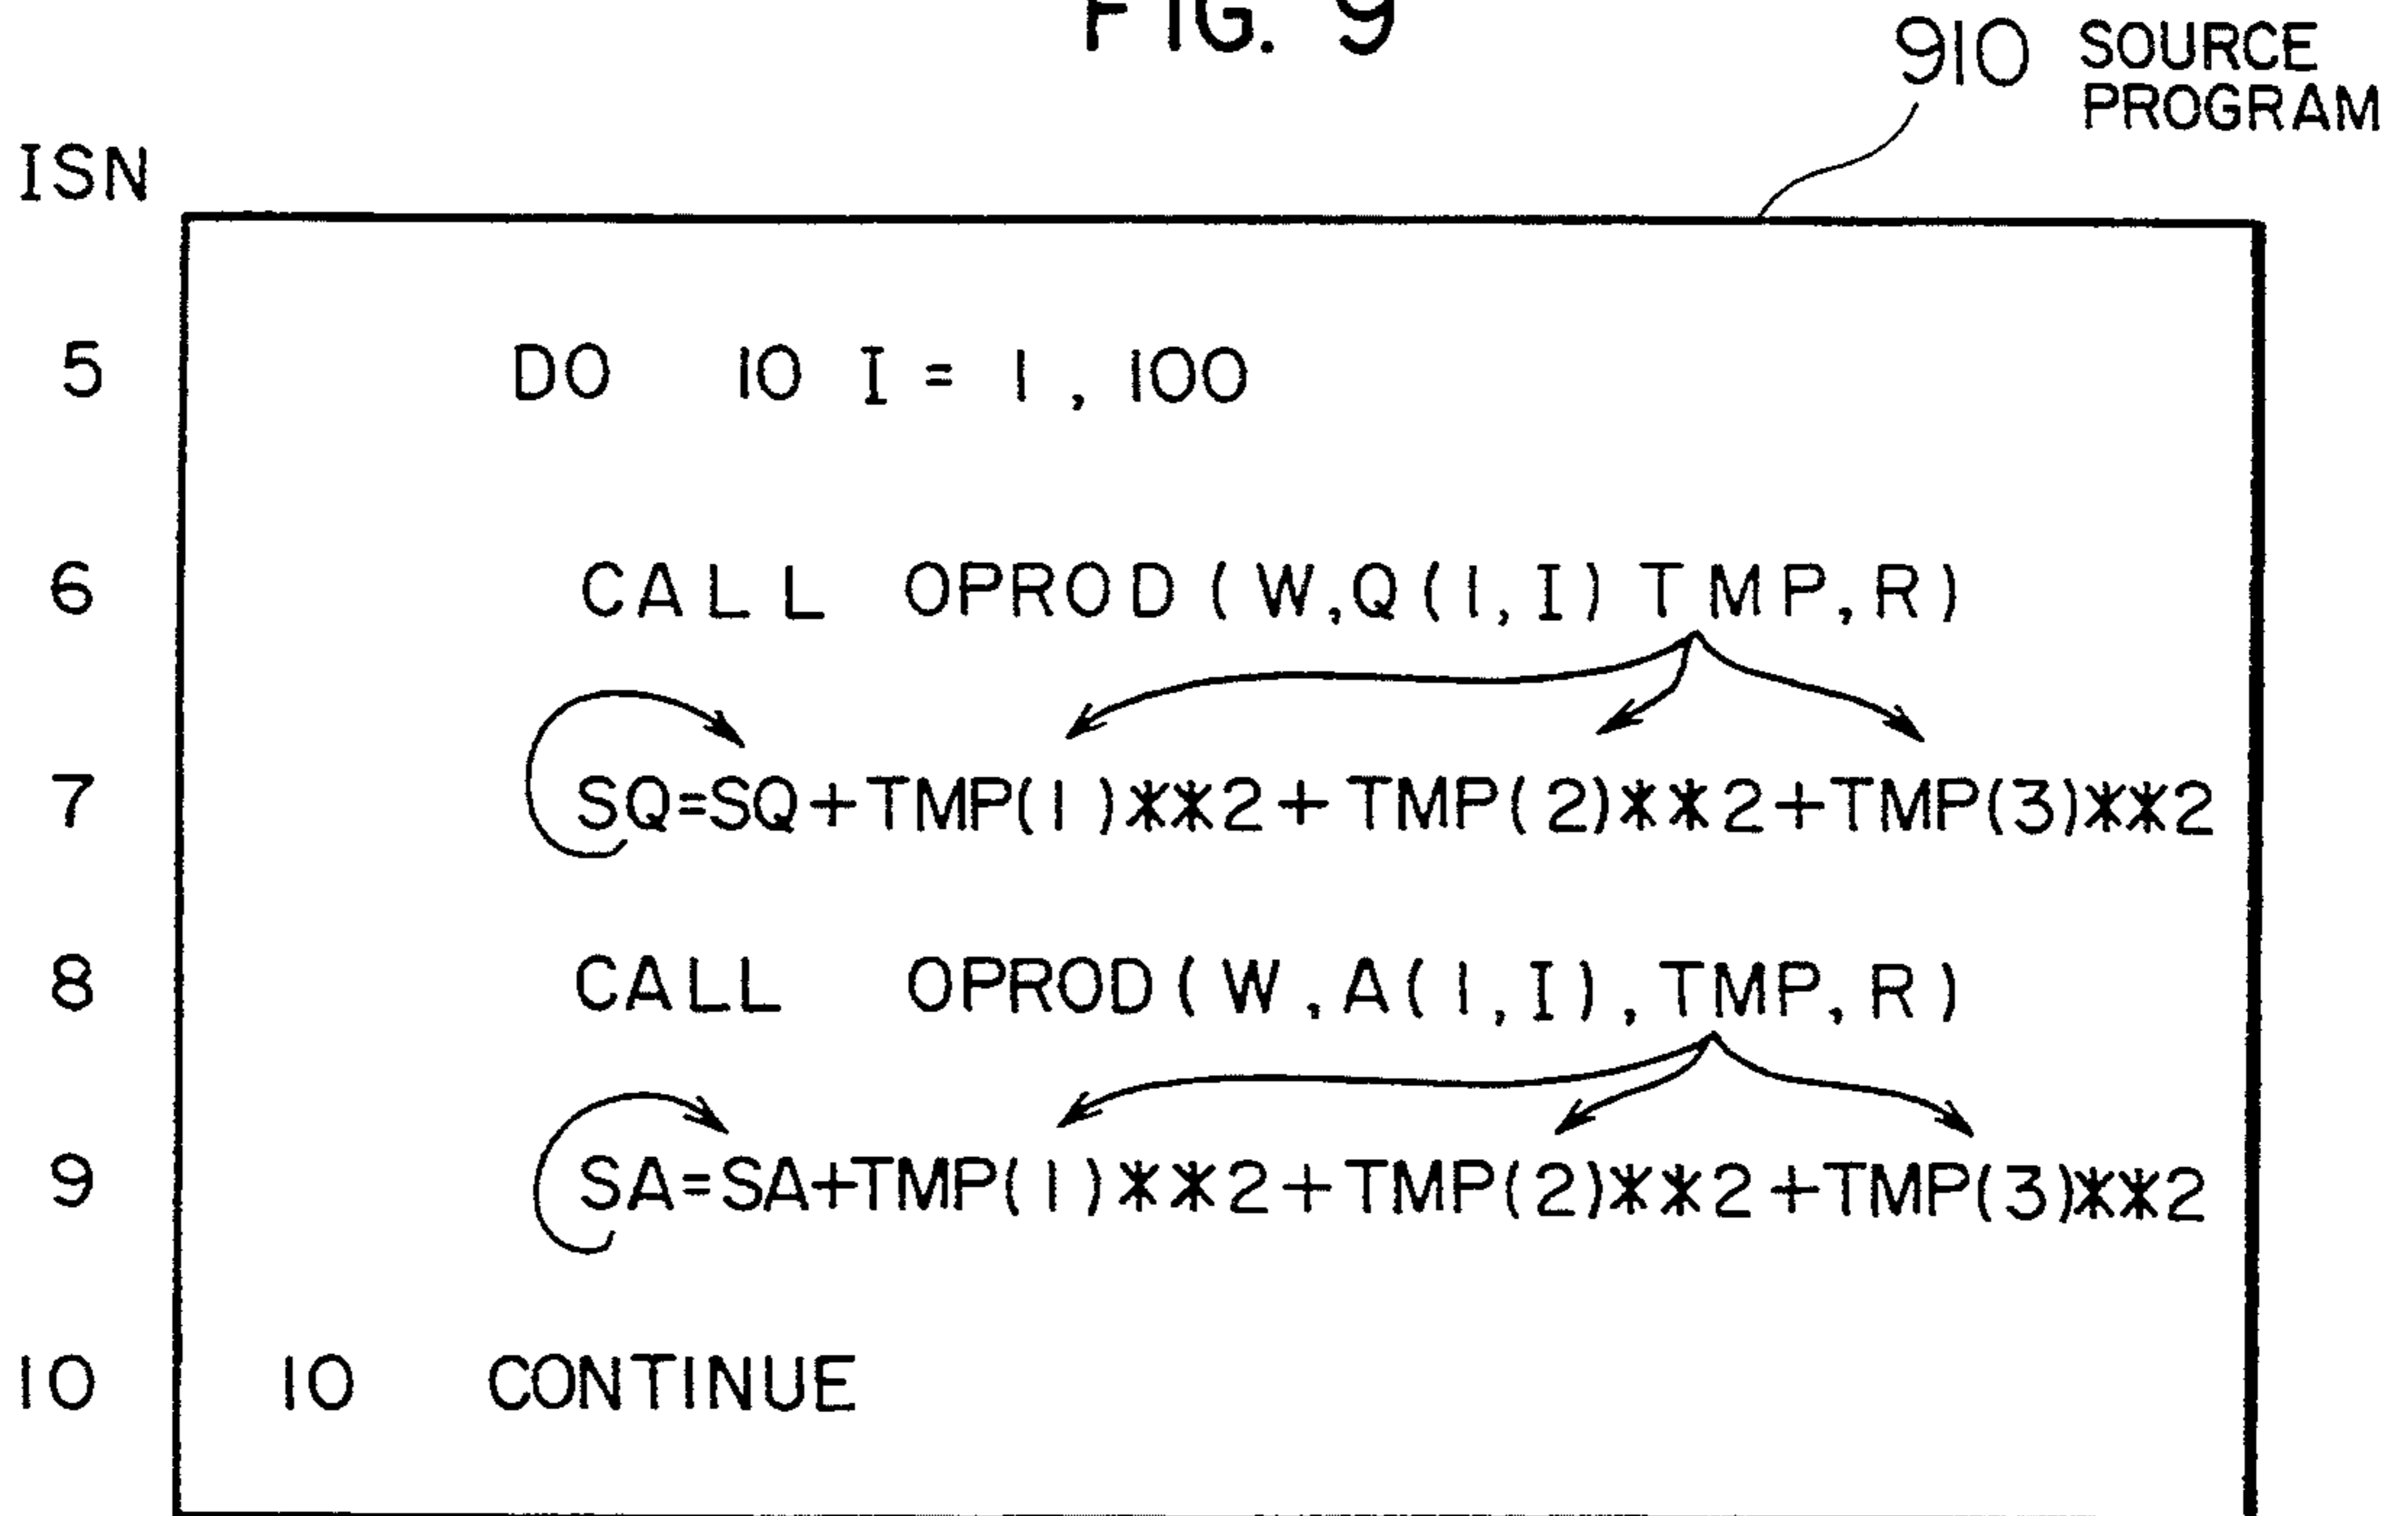 FIG. 9
910 SOURCE
PROGRAM
ISN
5 DO 10 I = 1, 100
6 CALL OPROD(W,Q(1,I) TMP,R)
7 SQ=SQ+TMP(1)**2+TMP(2)**2+TMP(3)**2
8 CALL OPROD(W,A(1,I),TMP,R)
9 SA=SA+TMP(1)**2+TMP(2)**2+TMP(3)**2
10 10 CONTINUE